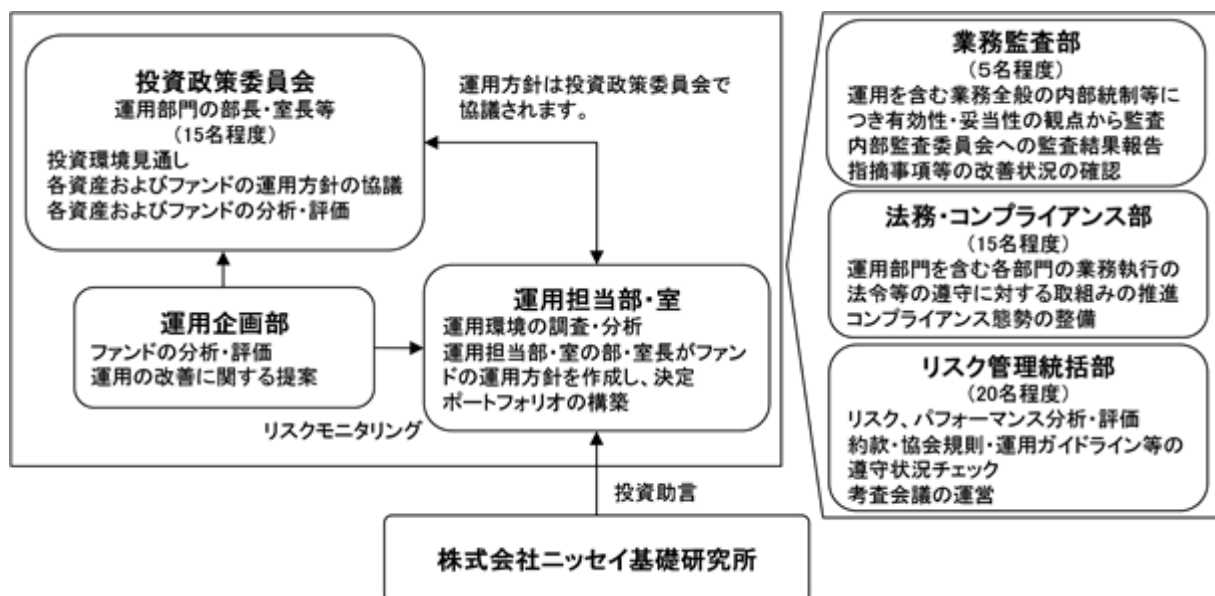 投資政策委員会
運用部門の部長・室長等
(15名程度)
投資環境見通し
各資産およびファンドの運用方針の協議
各資産およびファンドの分析・評価
運用方針は投資政策委員会で
協議されます。
運用企画部
ファンドの分析・評価
運用の改善に関する提案
運用担当部・室
運用環境の調査・分析
運用担当部・室の部・室長がファン
ドの運用方針を作成し、決定
ポートフォリオの構築
リスクモニタリング
投資助言
株式会社ニッセイ基礎研究所
業務監査部
(5名程度)
運用を含む業務全般の内部統制等に
つき有効性・妥当性の観点から監査
内部監査委員会への監査結果報告
指摘事項等の改善状況の確認
法務・コンプライアンス部
(15名程度)
運用部門を含む各部門の業務執行の
法令等の遵守に対する取組みの推進
コンプライアンス態勢の整備
リスク管理統括部
(20名程度)
リスク、パフォーマンス分析・評価
約款・協会規則・運用ガイドライン等の
遵守状況チェック
考査会議の運営